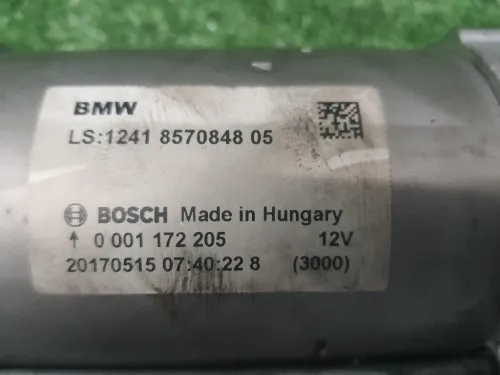 BMW
LS:1241 8570848 05
BOSCH Made in Hungary
↑ 0 001 172 205 12V
20170515 07:40:22 8 (3000)